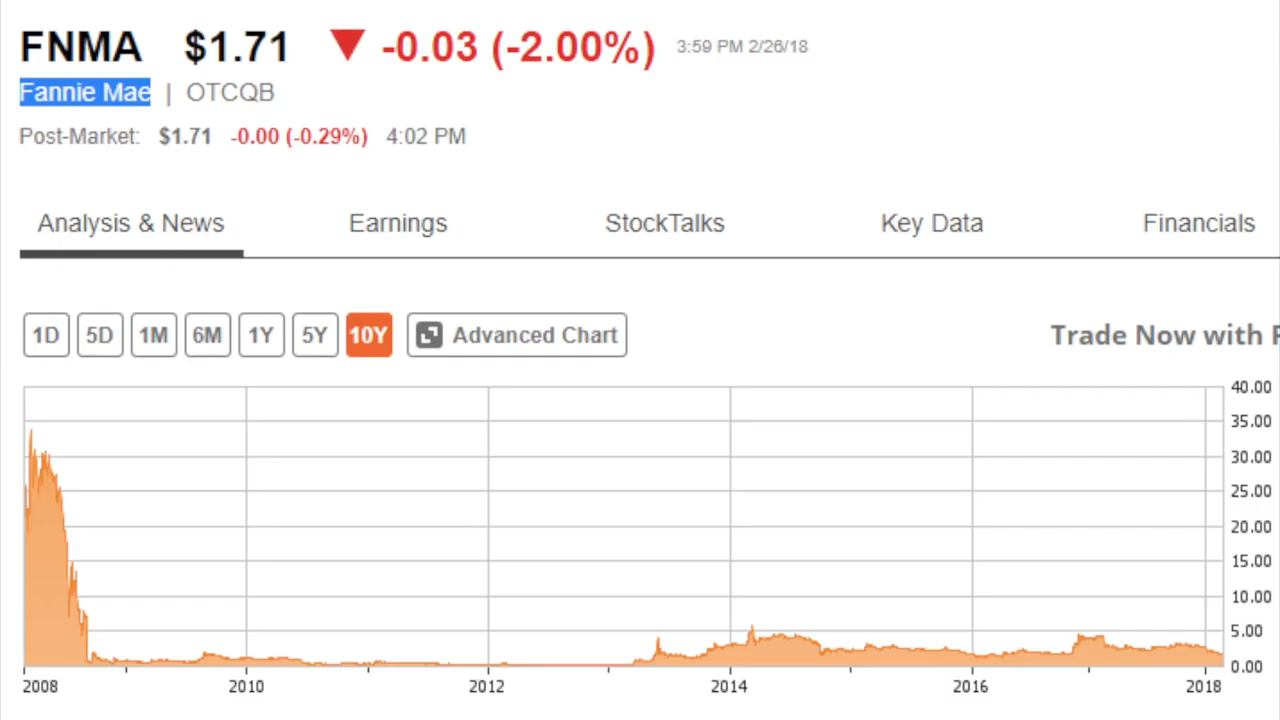 FNMA $1.71 ▼ -0.03 (-2.00%) 3:59 PM 2/26/18
Fannie Mae | OTCQB
Post-Market: $1.71 -0.00 (-0.29%) 4:02 PM
Analysis & News Earnings StockTalks Key Data Financials
1D 5D 1M 6M 1Y 5Y 10Y Advanced Chart Trade Now with
40.00
35.00
30.00
25.00
20.00
15.00
10.00
5.00
0.00
2008 2010 2012 2014 2016 2018